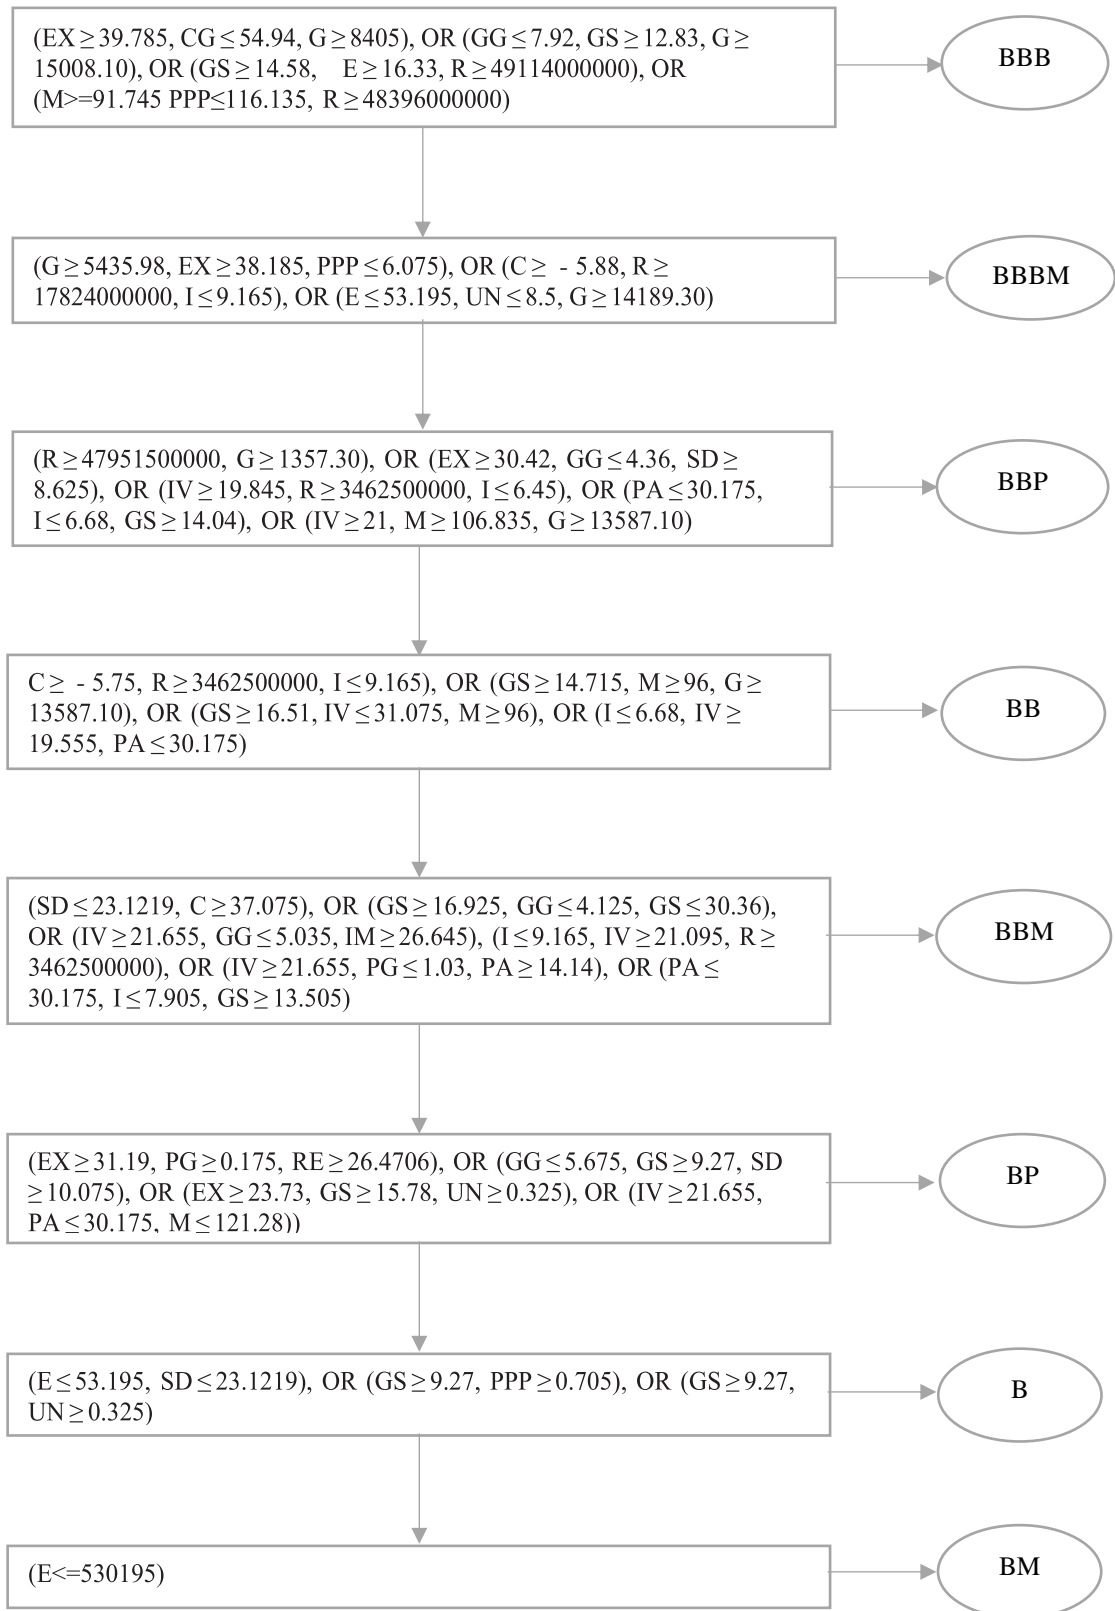 (EX≥39.785, CG≤54.94, G≥8405), OR (GG≤7.92, GS≥12.83, G≥
15008.10), OR (GS≥14.58, E≥16.33, R≥49114000000), OR
(M>=91.745 PPP≤116.135, R≥48396000000)
BBB
(G≥5435.98, EX≥38.185, PPP≤6.075), OR (C≥ - 5.88, R≥
17824000000, I≤9.165), OR (E≤53.195, UN≤8.5, G≥14189.30)
BBBM
(R≥47951500000, G≥1357.30), OR (EX≥30.42, GG≤4.36, SD≥
8.625), OR (IV≥19.845, R≥3462500000, I≤6.45), OR (PA≤30.175,
I≤6.68, GS≥14.04), OR (IV≥21, M≥106.835, G≥13587.10)
BBP
C≥ - 5.75, R≥3462500000, I≤9.165), OR (GS≥14.715, M≥96, G≥
13587.10), OR (GS≥16.51, IV≤31.075, M≥96), OR (I≤6.68, IV≥
19.555, PA≤30.175)
BB
(SD≤23.1219, C≥37.075), OR (GS≥16.925, GG≤4.125, GS≤30.36),
OR (IV≥21.655, GG≤5.035, IM≥26.645), (I≤9.165, IV≥21.095, R≥
3462500000), OR (IV≥21.655, PG≤1.03, PA≥14.14), OR (PA≤
30.175, I≤7.905, GS≥13.505)
BBM
(EX≥31.19, PG≥0.175, RE≥26.4706), OR (GG≤5.675, GS≥9.27, SD
≥10.075), OR (EX≥23.73, GS≥15.78, UN≥0.325), OR (IV≥21.655,
PA≤30.175, M≤121.28))
BP
(E≤53.195, SD≤23.1219), OR (GS≥9.27, PPP≥0.705), OR (GS≥9.27,
UN≥0.325)
B
(E<=530195)
BM